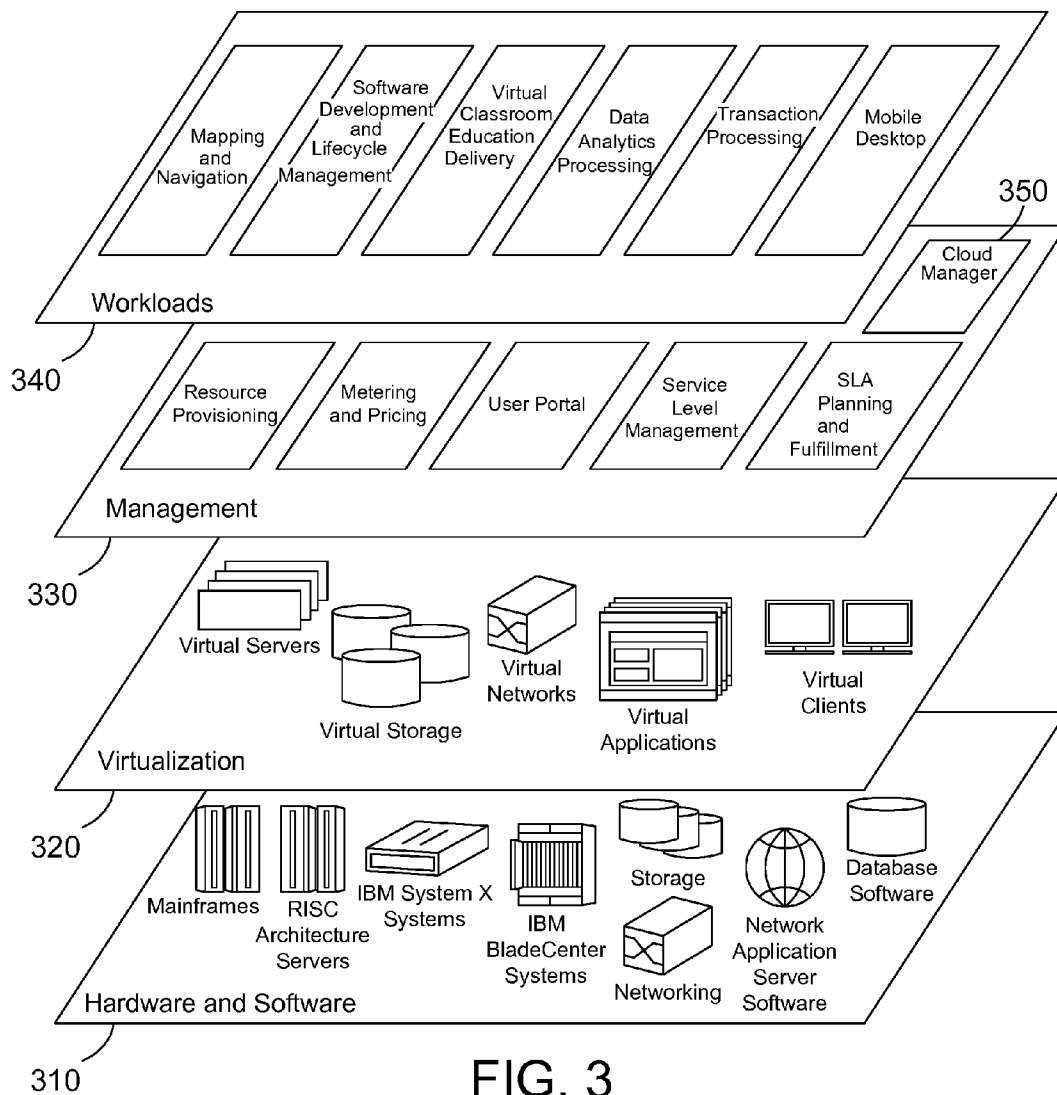 Mapping
and
Navigation
Software
Development
and
Lifecycle
Management
Virtual
Classroom
Education
Delivery
Data
Analytics
Processing
Transaction
Processing
Mobile
Desktop
350
Cloud
Manager
Workloads
340
Resource
Provisioning
Metering
and Pricing
User Portal
Service
Level
Management
SLA
Planning
and
Fulfillment
Management
330
Virtual Servers
Virtual Storage
Virtual
Networks
Virtual
Applications
Virtual
Clients
Virtualization
320
Mainframes
RISC
Architecture
Servers
IBM System X
Systems
IBM
BladeCenter
Systems
Storage
Networking
Network
Application
Server
Software
Database
Software
Hardware and Software
310
FIG. 3